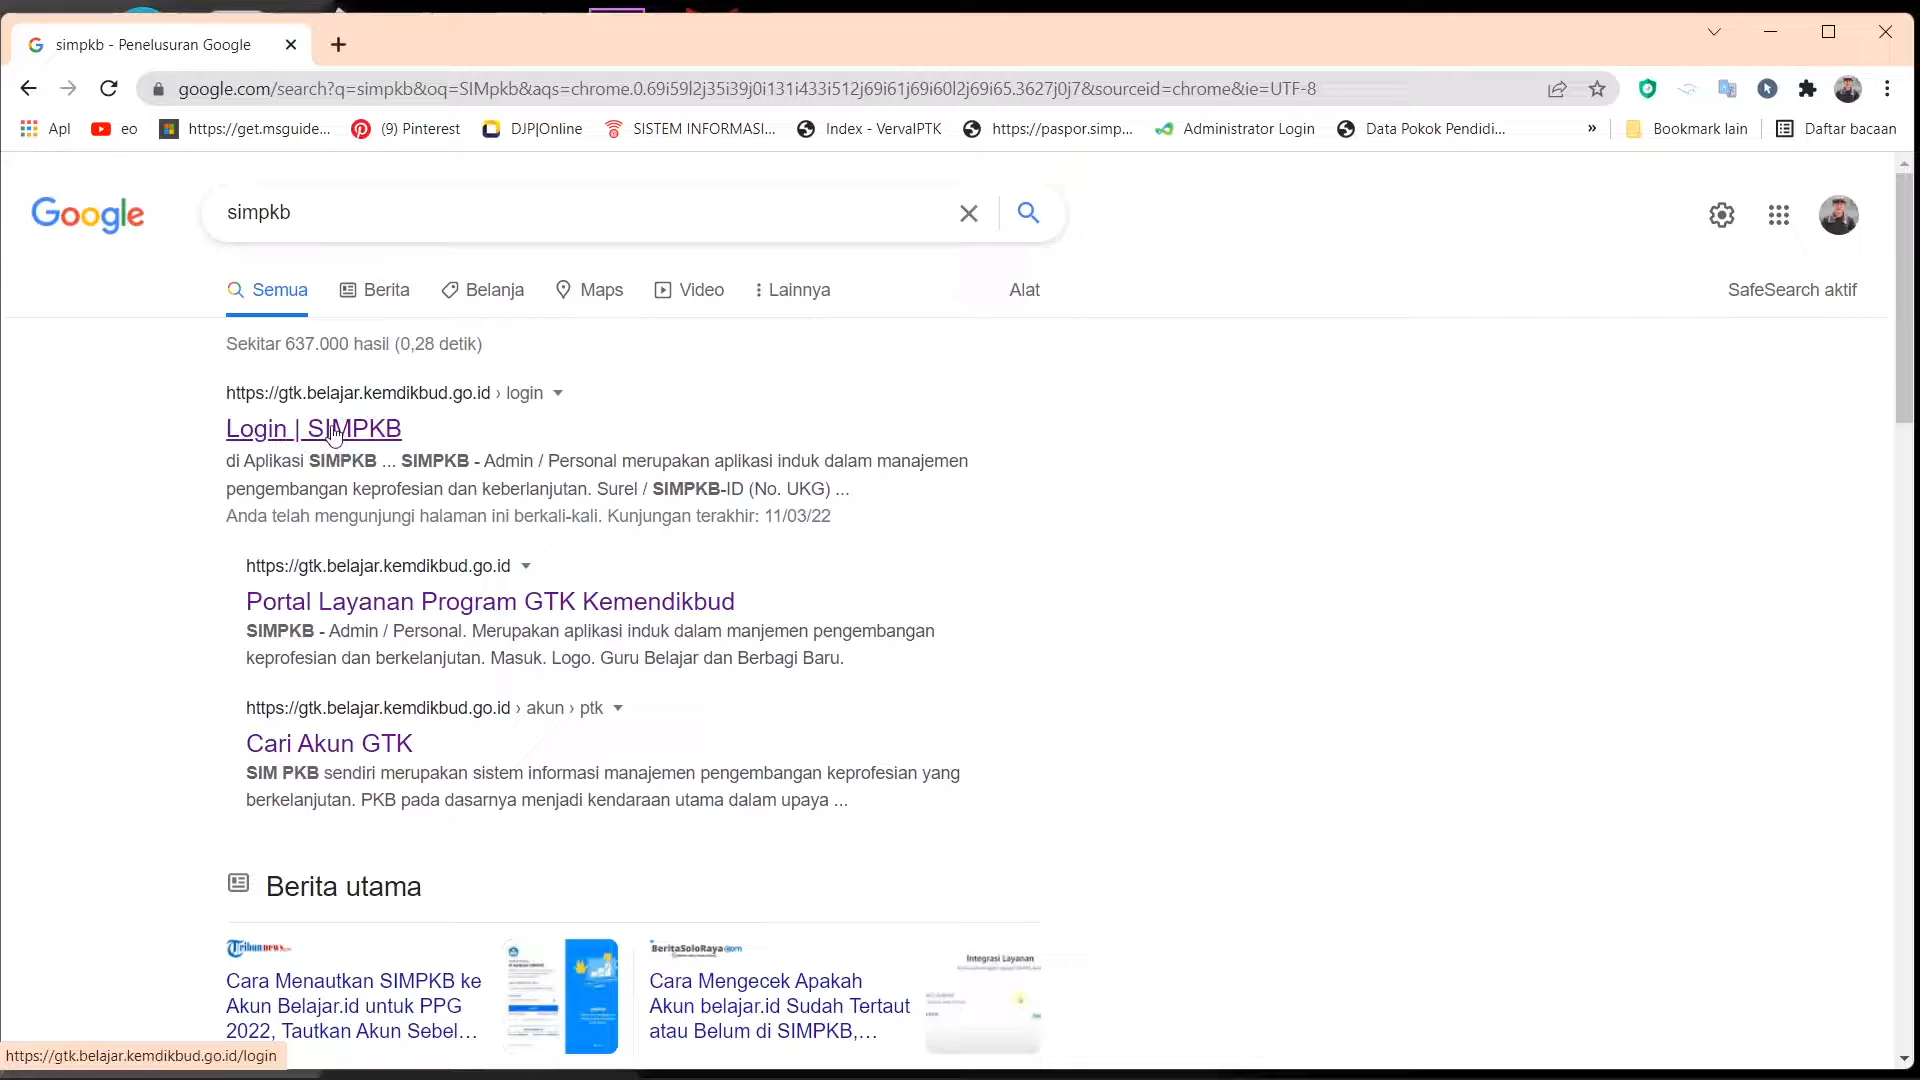 simpkb - Penelusuran Google
google.com/search?q=simpkb&oq=SIMpkb&aqs=chrome.0.69i59l2j35i39j0i131i433i512j69i61j69i60l2j69i65.3627j0j7&sourceid=chrome&ie=UTF-8
Apl eo https://get.msguide... (9) Pinterest DJP|Online SISTEM INFORMASI... Index - VervalPTK https://paspor.simp... Administrator Login Data Pokok Pendidi... » Bookmark lain Daftar bacaan
Google simpkb
Semua Berita Belanja Maps Video Lainnya Alat SafeSearch aktif
Sekitar 637.000 hasil (0,28 detik)
https://gtk.belajar.kemdikbud.go.id › login
Login | SIMPKB
di Aplikasi SIMPKB ... SIMPKB - Admin / Personal merupakan aplikasi induk dalam manajemen
pengembangan keprofesian dan keberlanjutan. Surel / SIMPKB-ID (No. UKG) ...
Anda telah mengunjungi halaman ini berkali-kali. Kunjungan terakhir: 11/03/22
https://gtk.belajar.kemdikbud.go.id
Portal Layanan Program GTK Kemendikbud
SIMPKB - Admin / Personal. Merupakan aplikasi induk dalam manjemen pengembangan
keprofesian dan berkelanjutan. Masuk. Logo. Guru Belajar dan Berbagi Baru.
https://gtk.belajar.kemdikbud.go.id › akun › ptk
Cari Akun GTK
SIM PKB sendiri merupakan sistem informasi manajemen pengembangan keprofesian yang
berkelanjutan. PKB pada dasarnya menjadi kendaraan utama dalam upaya ...
Berita utama
Tribunnews.com
Cara Menautkan SIMPKB ke
Akun Belajar.id untuk PPG
2022, Tautkan Akun Sebel...
BeritaSoloRaya.com
Cara Mengecek Apakah
Akun belajar.id Sudah Tertaut
atau Belum di SIMPKB,...
Integrasi Layanan
https://gtk.belajar.kemdikbud.go.id/login